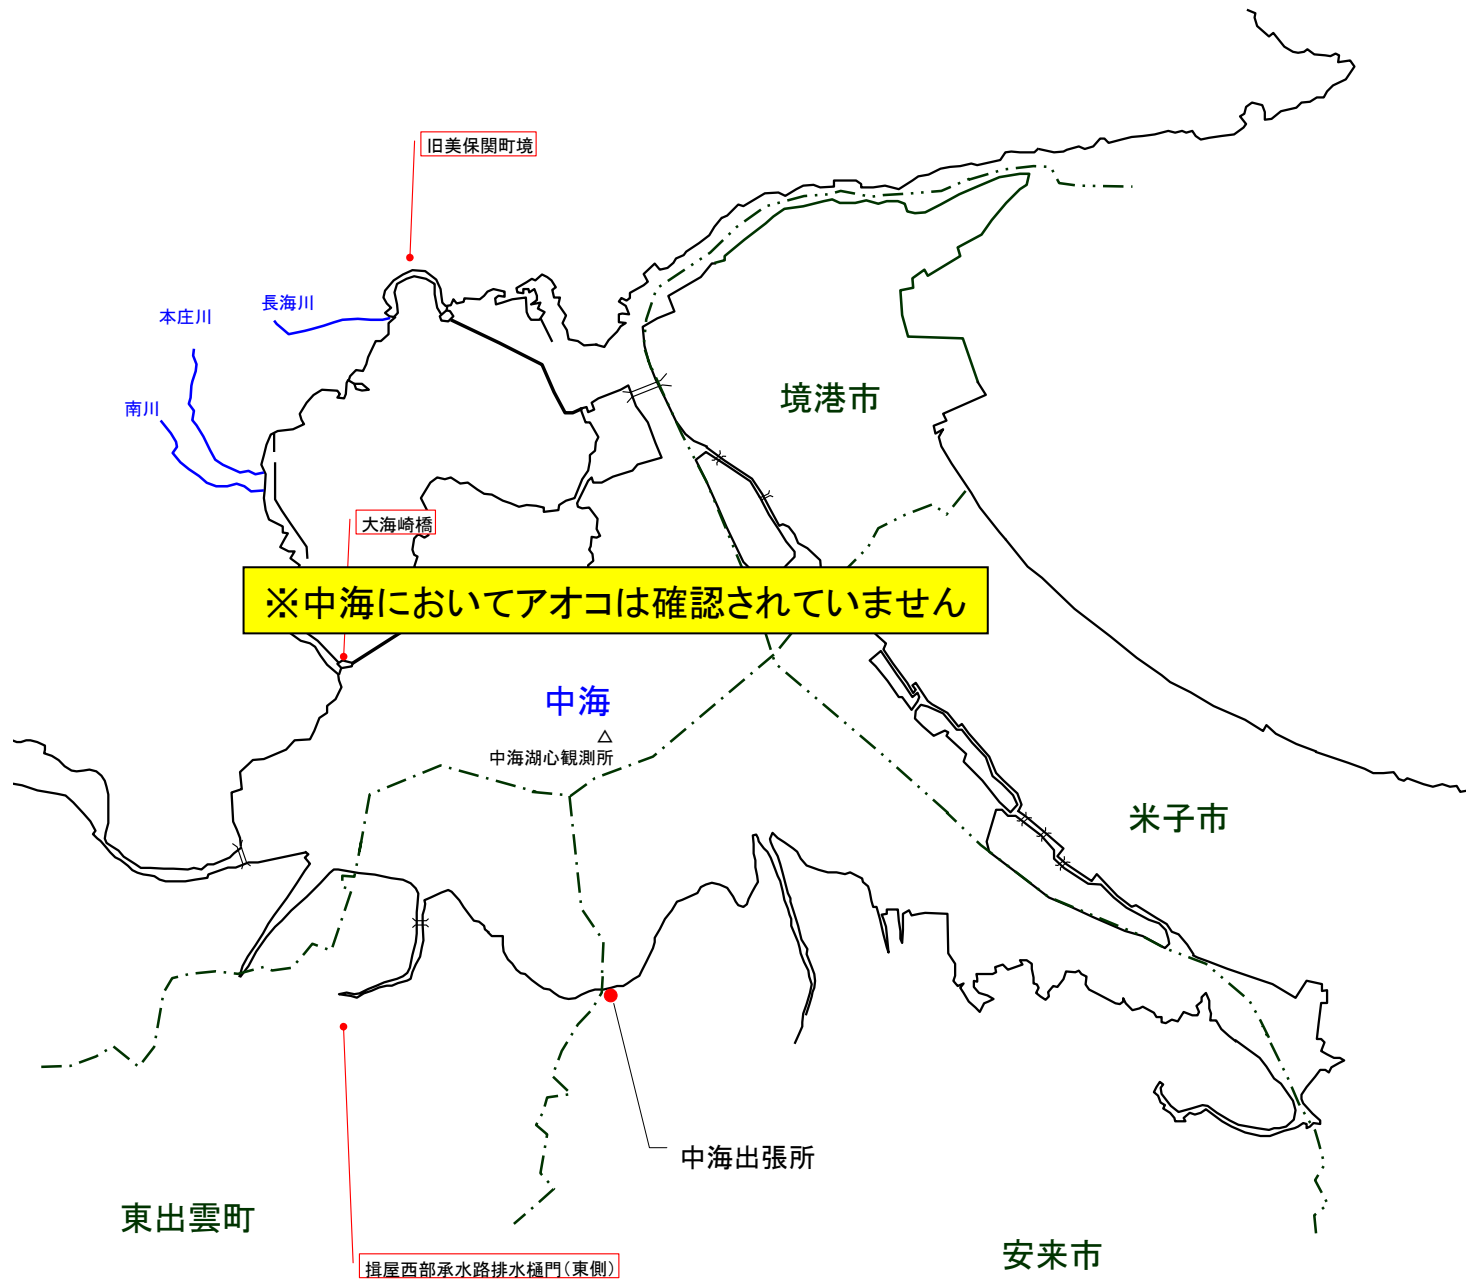 旧美保関町境
長海川
本庄川
南川
境港市
大海崎橋
※中海においてアオコは確認されていません
中海
中海湖心観測所
米子市
中海出張所
東出雲町
安来市
揖屋西部承水路排水樋門(東側)